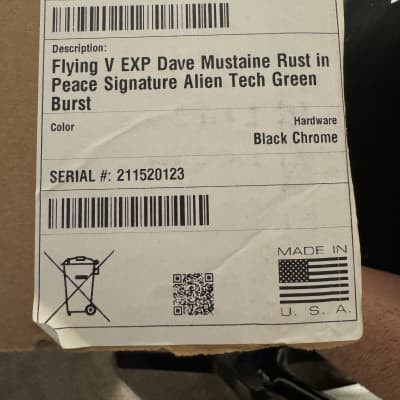 Description:
Flying V EXP Dave Mustaine Rust in
Peace Signature Alien Tech Green
Burst
Color
Hardware
Black Chrome
SERIAL #: 211520123
MADE IN
U. S. A.